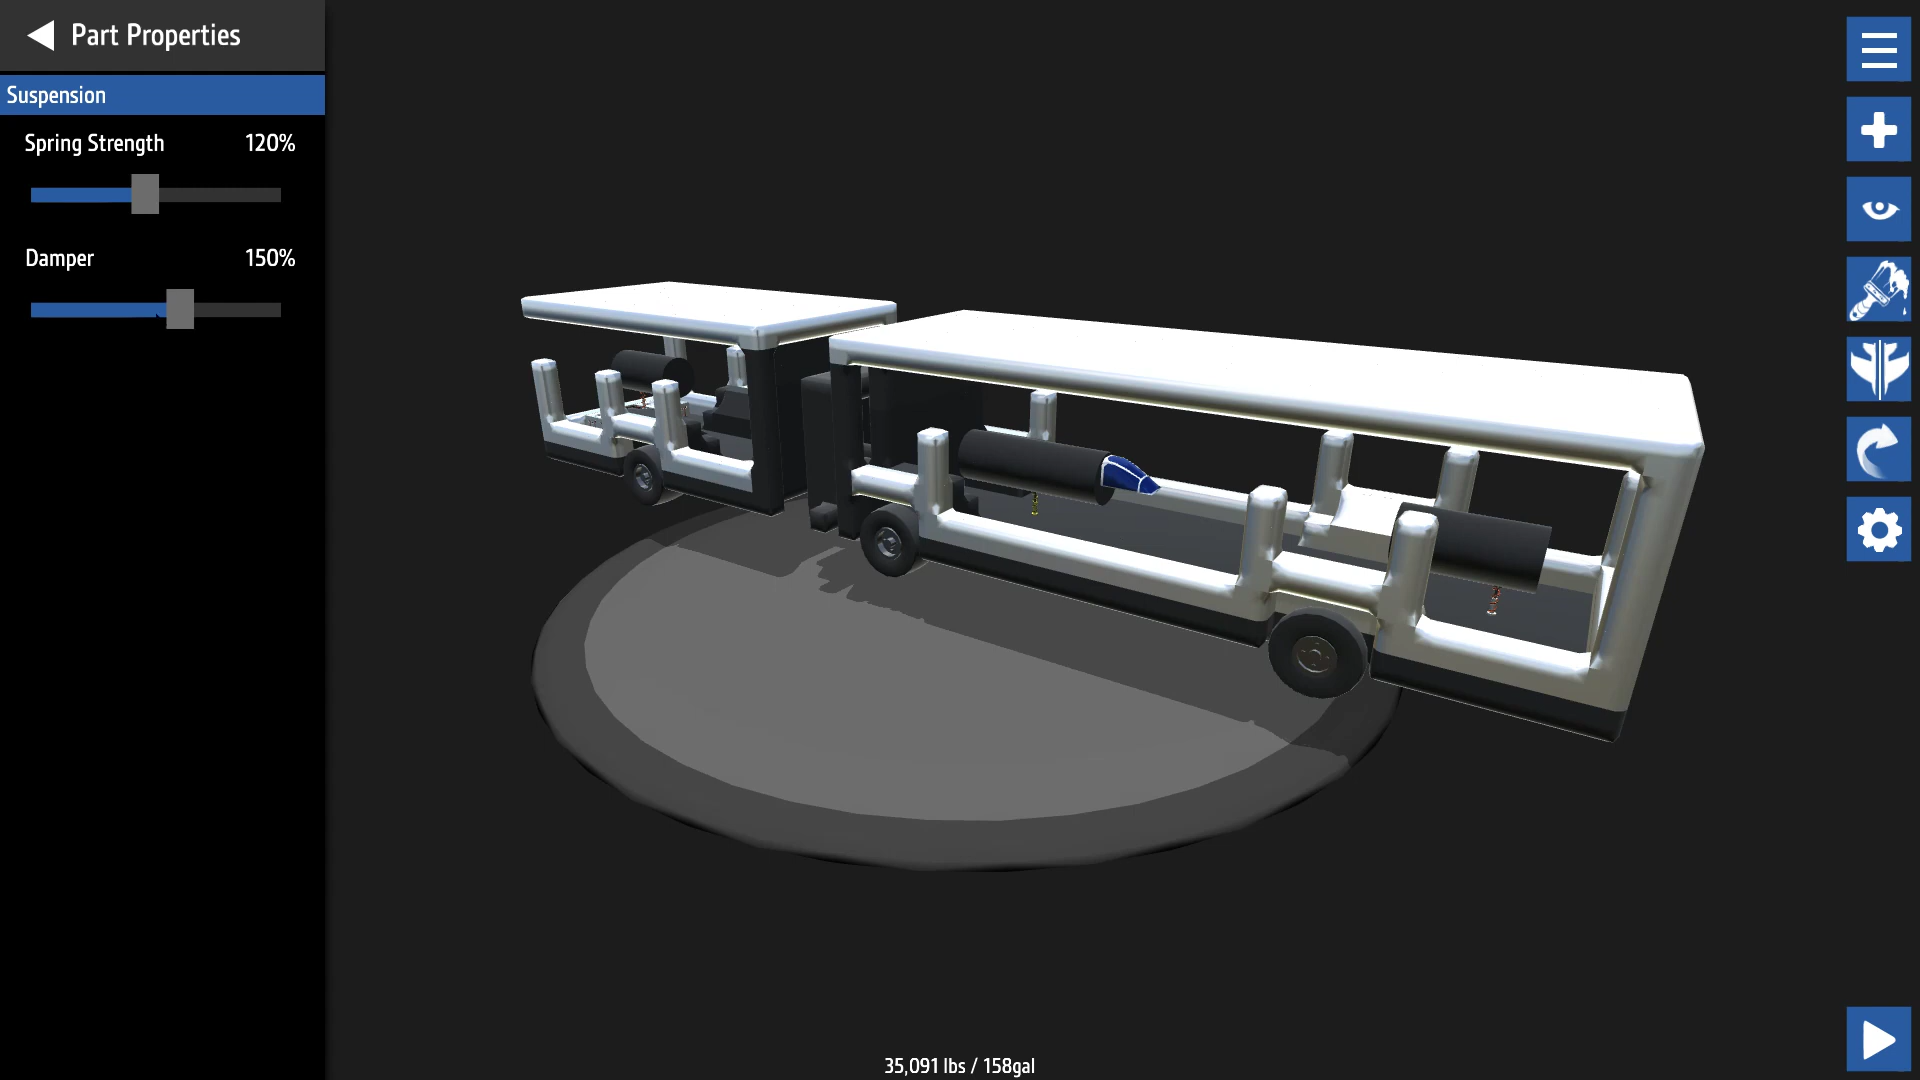 Part Properties
Suspension
Spring Strength 120%
Damper 150%
35,091 lbs / 158gal